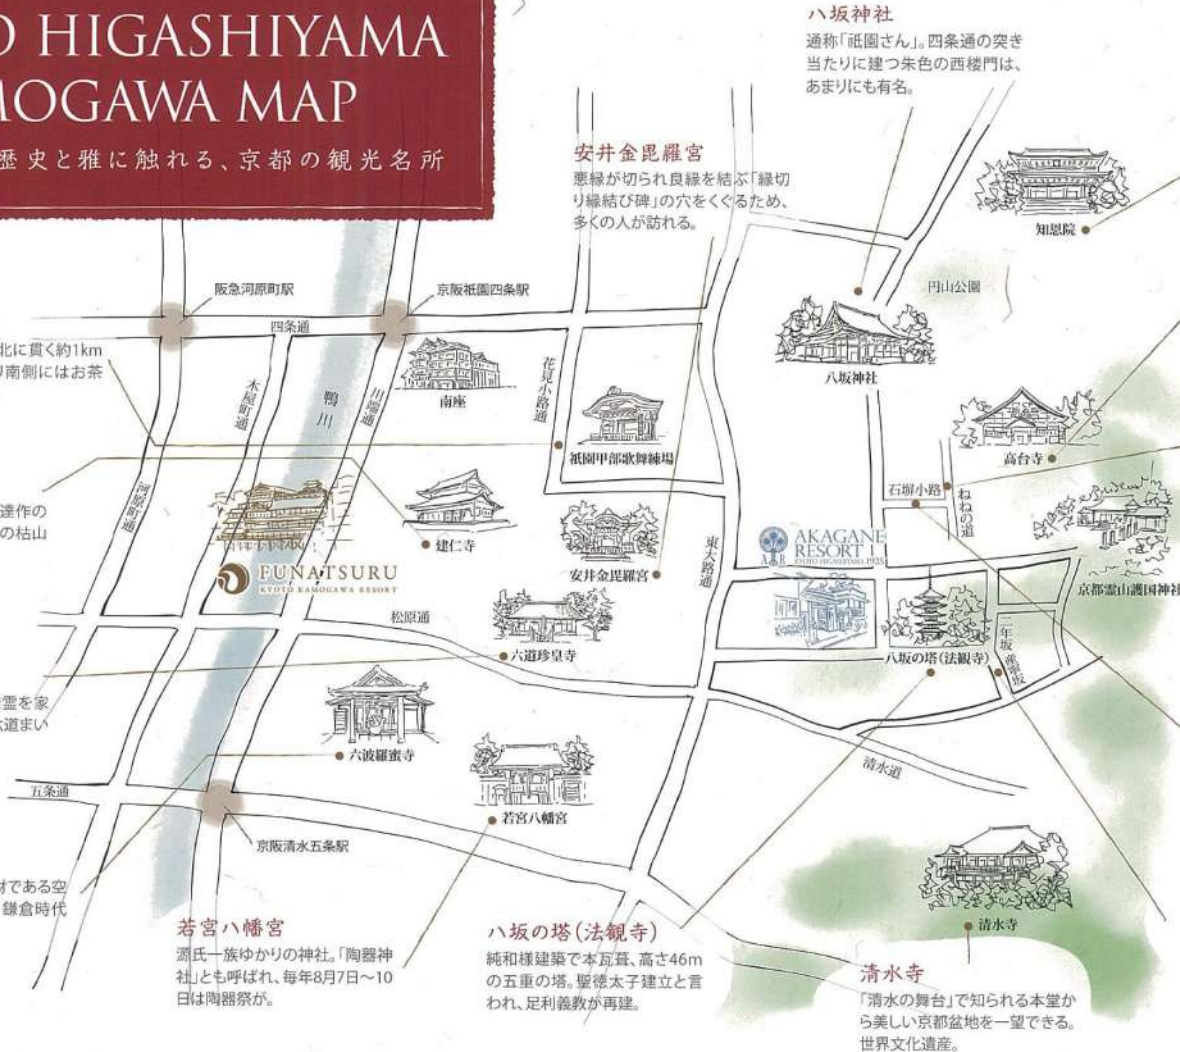 O HIGASHIYAMA
MOGAWA MAP
歴史と雅に触れる、京都の観光名所
八坂神社
通称「祇園さん」。四条通の突き
当たりに建つ朱色の西楼門は、
あまりにも有名。
安井金毘羅宮
悪縁が切られ良縁を結ぶ「縁切
り縁結び碑」の穴をくぐるため、
多くの人が訪れる。
知恩院
円山公園
阪急河原町駅
京阪祇園四条駅
四条通
北に貫く約1km
り南側にはお茶
木屋町通
鴨川
川端通
南座
花見小路通
祇園甲部歌舞練場
八坂神社
高台寺
河原町通
達作の
の枯山
建仁寺
安井金毘羅宮
東大路通
石塀小路
ねねの道
AKAGANE
RESORT
KYOTO HIGASHIYAMA 1925
FUNATSURU
KYOTO KAMOGAWA RESORT
京都霊山護国神社
松原通
六道珍皇寺
八坂の塔(法観寺)
二年坂
産寧坂
霊を家
六道まい
六波羅蜜寺
若宮八幡宮
清水道
五条通
京阪清水五条駅
清水寺
材である空
鎌倉時代
若宮八幡宮
源氏一族ゆかりの神社。「陶器神
社」とも呼ばれ、毎年8月7日〜10
日は陶器祭が。
八坂の塔(法観寺)
純和様建築で本瓦葺、高さ46m
の五重の塔。聖徳太子建立と言
われ、足利義教が再建。
清水寺
「清水の舞台」で知られる本堂か
ら美しい京都盆地を一望できる。
世界文化遺産。